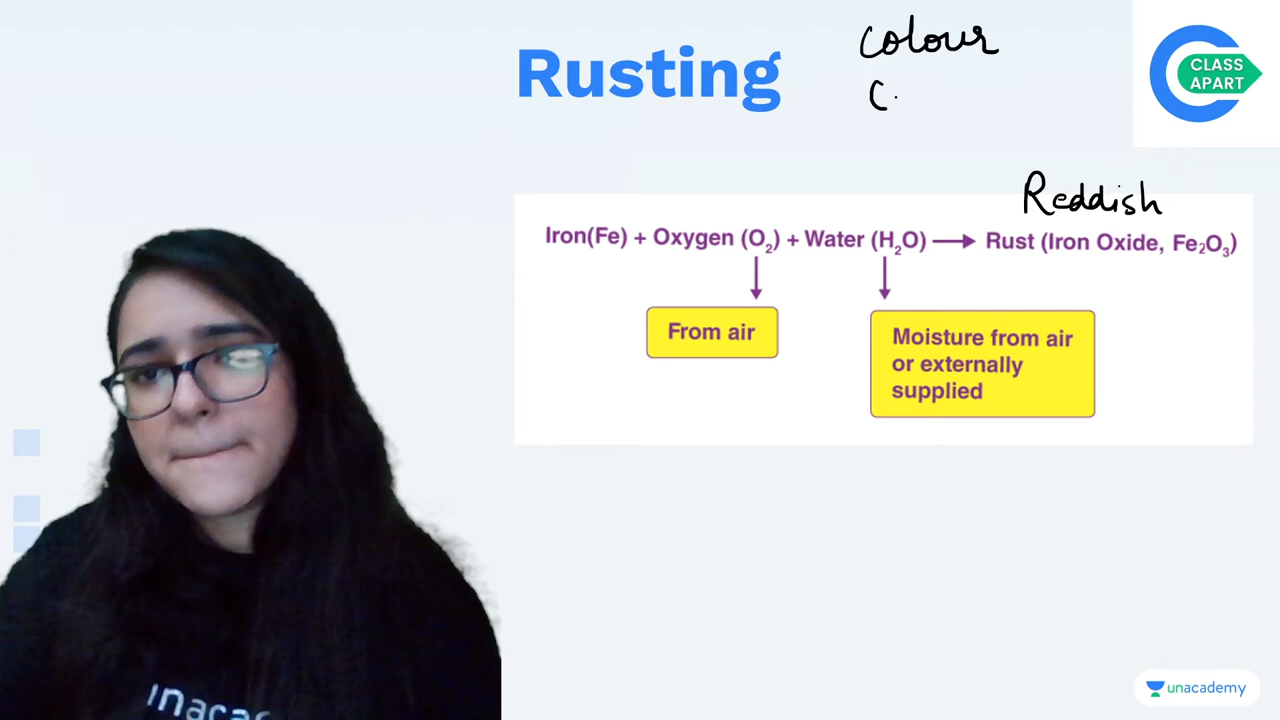 Rusting
colour
C
CLASS
APART
Reddish
Iron(Fe) + Oxygen (O₂) + Water (H₂O) ⟶ Rust (Iron Oxide, Fe₂O₃)
From air
Moisture from air
or externally
supplied
unaca
unacademy